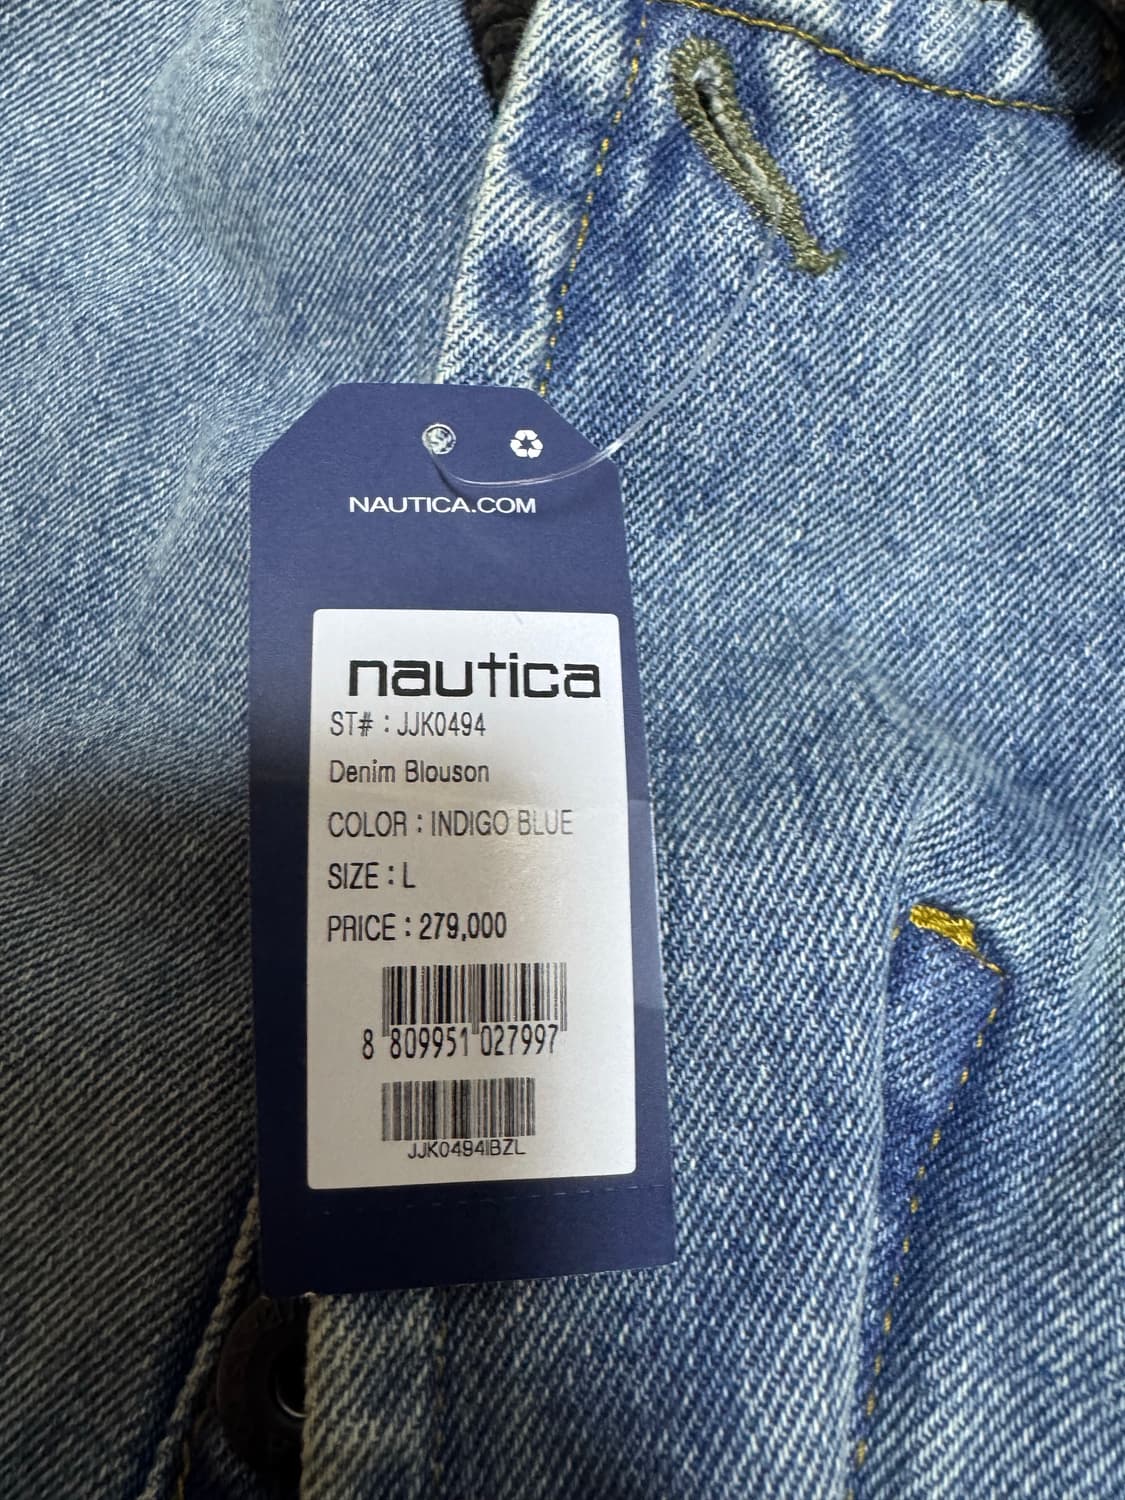 NAUTICA.COM
nautica
ST# : JJK0494
Denim Blouson
COLOR : INDIGO BLUE
SIZE : L
PRICE : 279,000
8 809951 027997
JJK0494IBZL